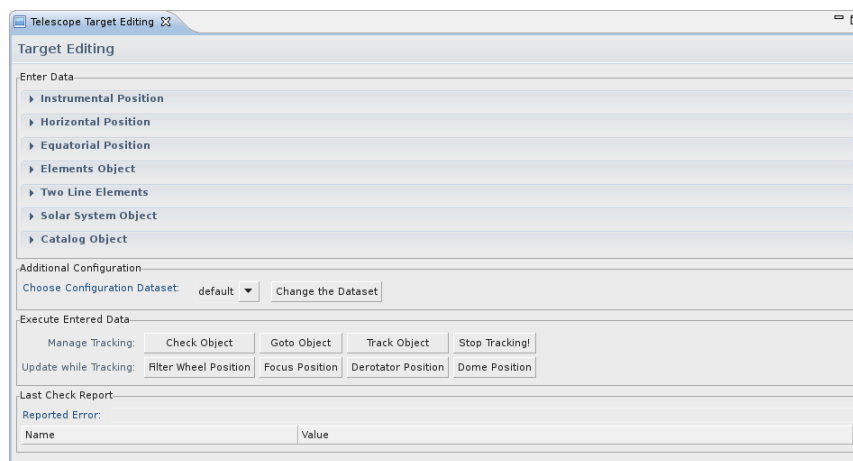 Telescope Target Editing
Target Editing
Enter Data
Instrumental Position
Horizontal Position
Equatorial Position
Elements Object
Two Line Elements
Solar System Object
Catalog Object
Additional Configuration
Choose Configuration Dataset: default Change the Dataset
Execute Entered Data
Manage Tracking: Check Object Goto Object Track Object Stop Tracking!
Update while Tracking: Filter Wheel Position Focus Position Derotator Position Dome Position
Last Check Report
Reported Error:
Name Value